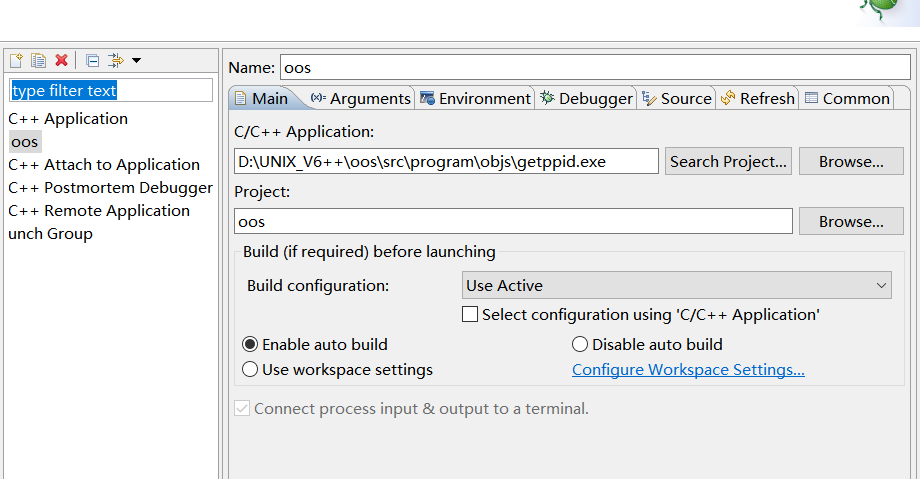 Name: oos
type filter text
Main (x)= Arguments Environment Debugger Source Refresh Common
C++ Application
oos
C++ Attach to Application
C++ Postmortem Debugger
C++ Remote Application
unch Group
C/C++ Application:
D:\UNIX_V6++\oos\src\program\objs\getppid.exe Search Project... Browse...
Project:
oos Browse...
Build (if required) before launching
Build configuration: Use Active
Select configuration using 'C/C++ Application'
Enable auto build Disable auto build
Use workspace settings Configure Workspace Settings...
Connect process input & output to a terminal.